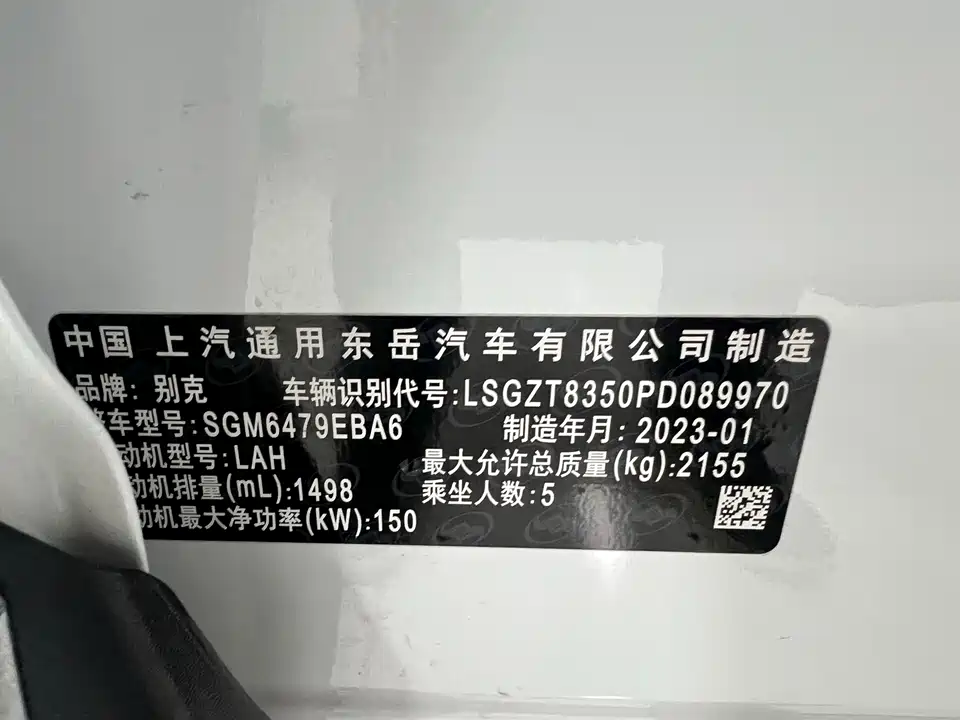 中国 上汽通用东岳汽车有限公司制造
品牌: 别克 车辆识别代号:LSGZT8350PD089970
整车型号:SGM6479EBA6 制造年月: 2023-01
动机型号:LAH 最大允许总质量(kg):2155
动机排量(mL):1498 乘坐人数:5
动机最大净功率(kW):150